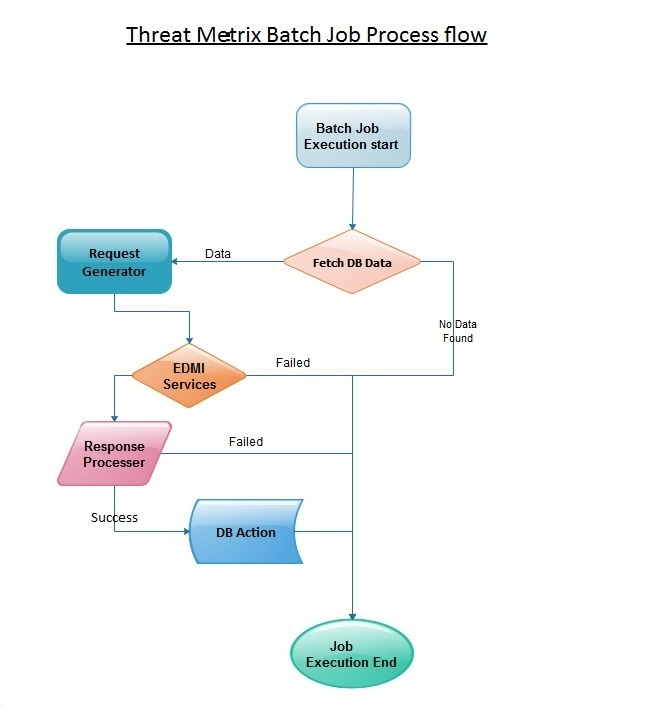 Threat Metrix Batch Job Process flow
Batch Job
Execution start
Fetch DB Data
Data
Request
Generator
No Data
Found
EDMI
Services
Failed
Response
Processer
Failed
Success
DB Action
Job
Execution End